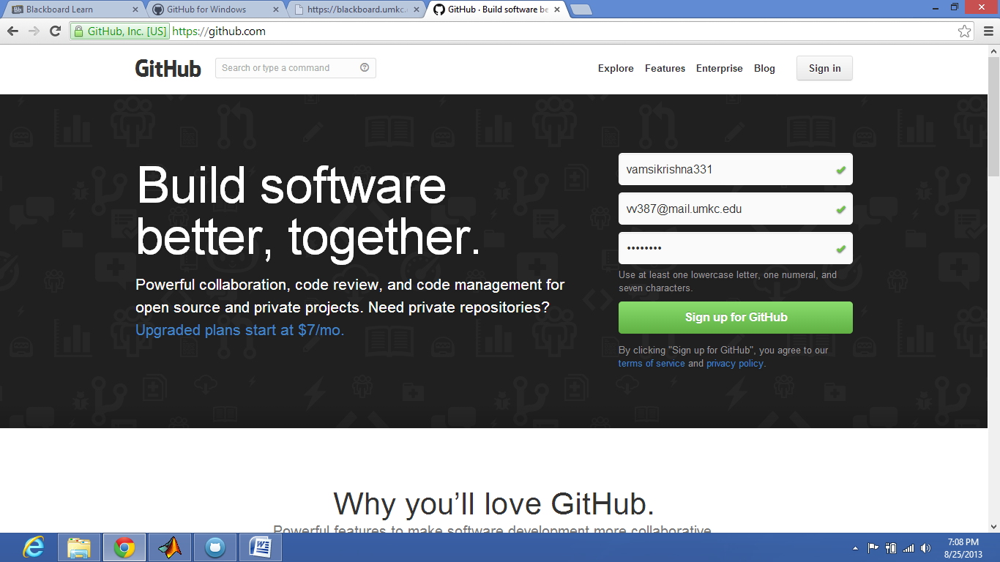 Blackboard Learn
GitHub for Windows
https://blackboard.umkc.
GitHub · Build software be
GitHub, Inc. [US] https://github.com
GitHub
Search or type a command
Explore Features Enterprise Blog
Sign in
Build software
better, together.
Powerful collaboration, code review, and code management for
open source and private projects. Need private repositories?
Upgraded plans start at $7/mo.
vamsikrishna331
vv387@mail.umkc.edu
••••••••
Use at least one lowercase letter, one numeral, and
seven characters.
Sign up for GitHub
By clicking "Sign up for GitHub", you agree to our
terms of service and privacy policy.
Why you’ll love GitHub.
Powerful features to make software development more collaborative
7:08 PM
8/25/2013